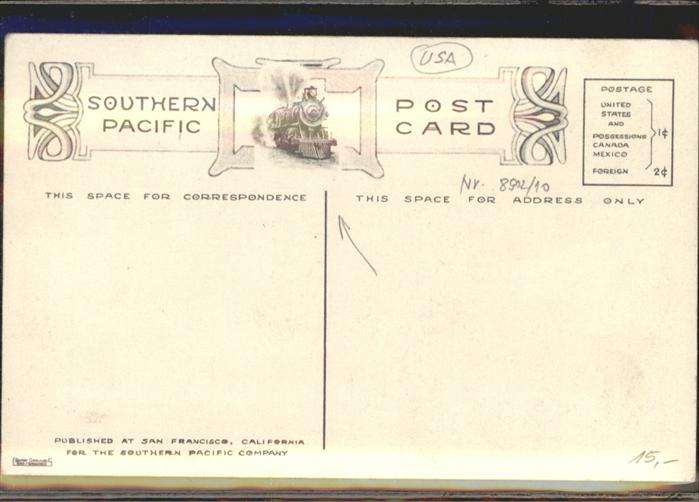 USA
SOUTHERN
PACIFIC
POST
CARD
POSTAGE
UNITED
STATES
AND
POSSESSIONS
CANADA
MEXICO
1¢
FOREIGN 2¢
Nr. 8902/10
THIS SPACE FOR CORRESPONDENCE
THIS SPACE FOR ADDRESS ONLY
PUBLISHED AT SAN FRANCISCO, CALIFORNIA
FOR THE SOUTHERN PACIFIC COMPANY
15,-